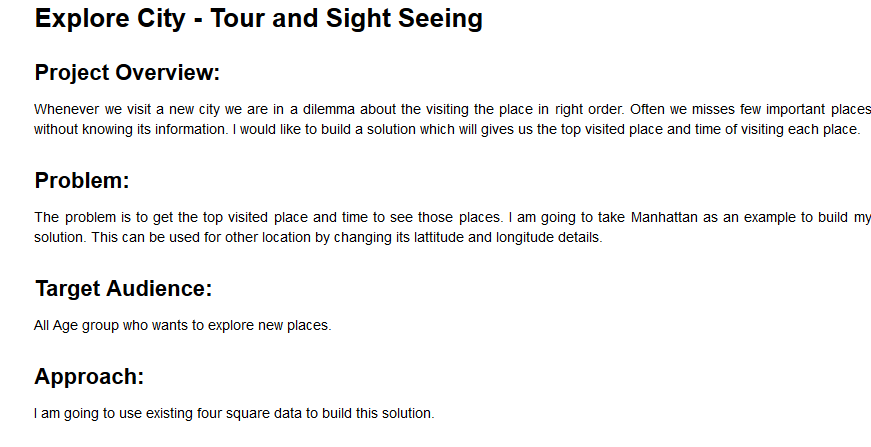 Explore City - Tour and Sight Seeing
Project Overview:
Whenever we visit a new city we are in a dilemma about the visiting the place in right order. Often we misses few important places
without knowing its information. I would like to build a solution which will gives us the top visited place and time of visiting each place.
Problem:
The problem is to get the top visited place and time to see those places. I am going to take Manhattan as an example to build my
solution. This can be used for other location by changing its lattitude and longitude details.
Target Audience:
All Age group who wants to explore new places.
Approach:
I am going to use existing four square data to build this solution.